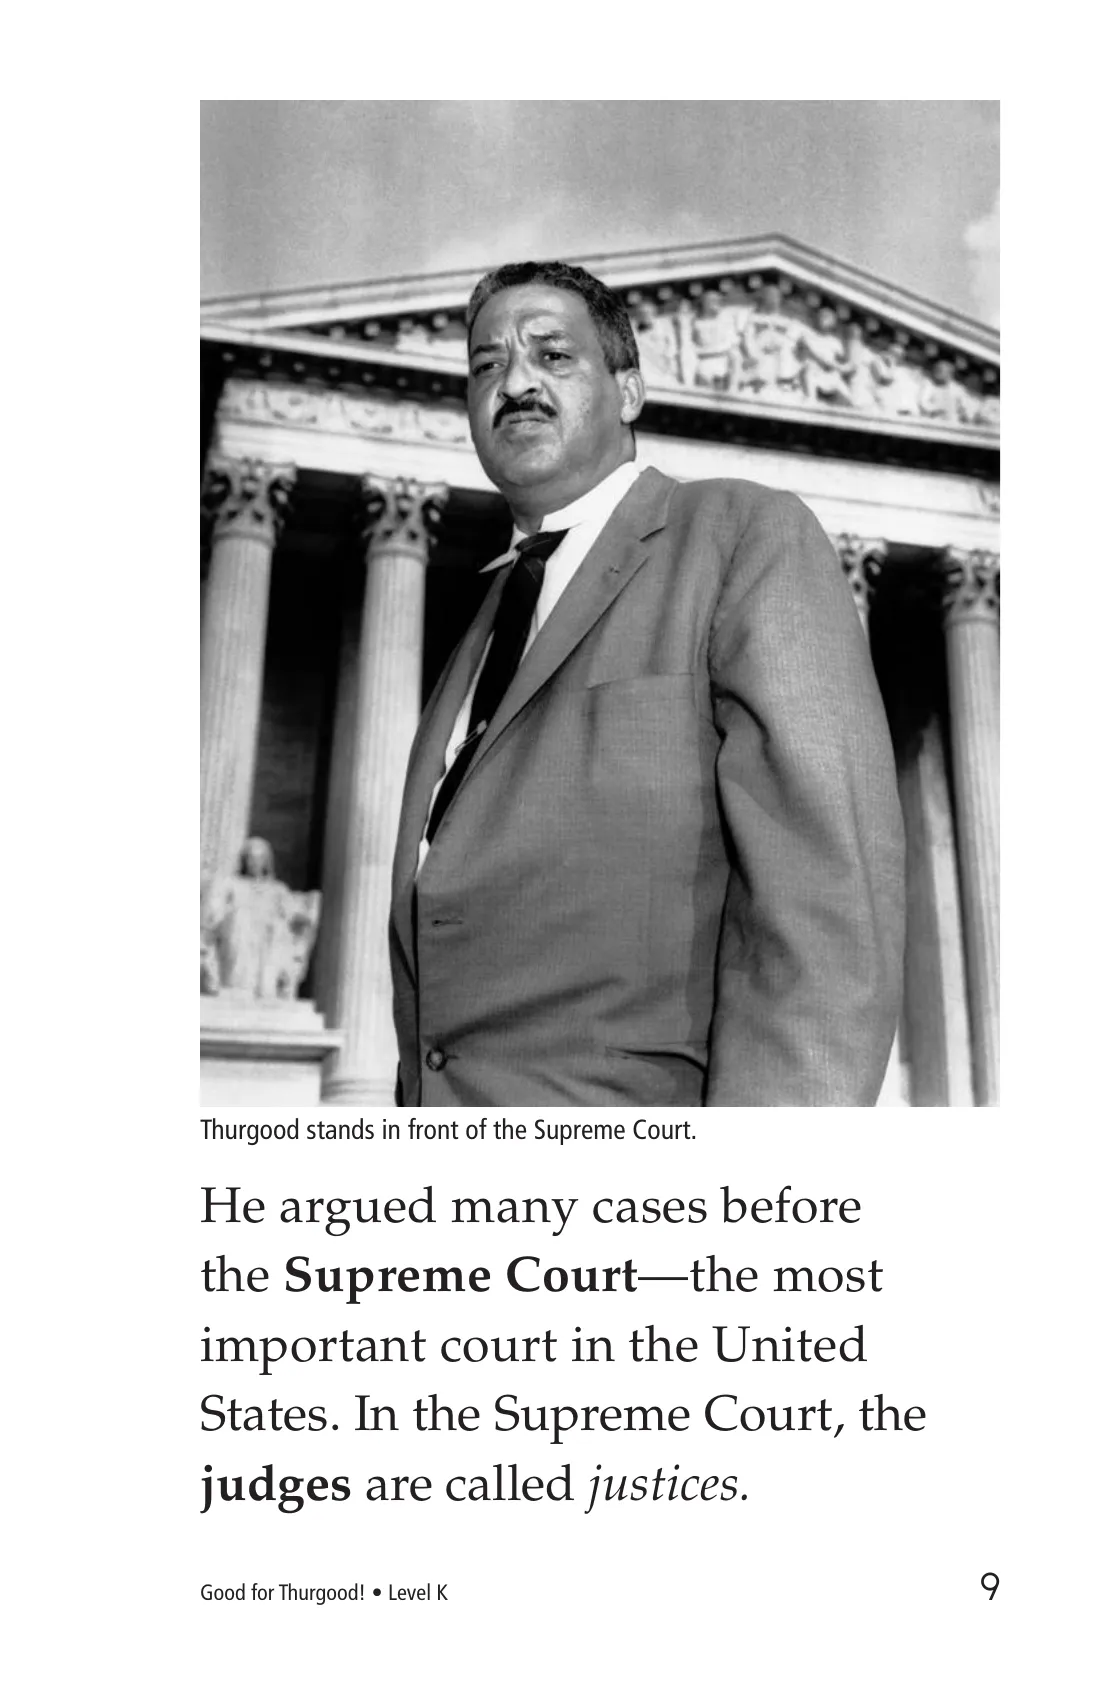 Thurgood stands in front of the Supreme Court.
He argued many cases before
the Supreme Court—the most
important court in the United
States. In the Supreme Court, the
judges are called justices.
Good for Thurgood! • Level K
9